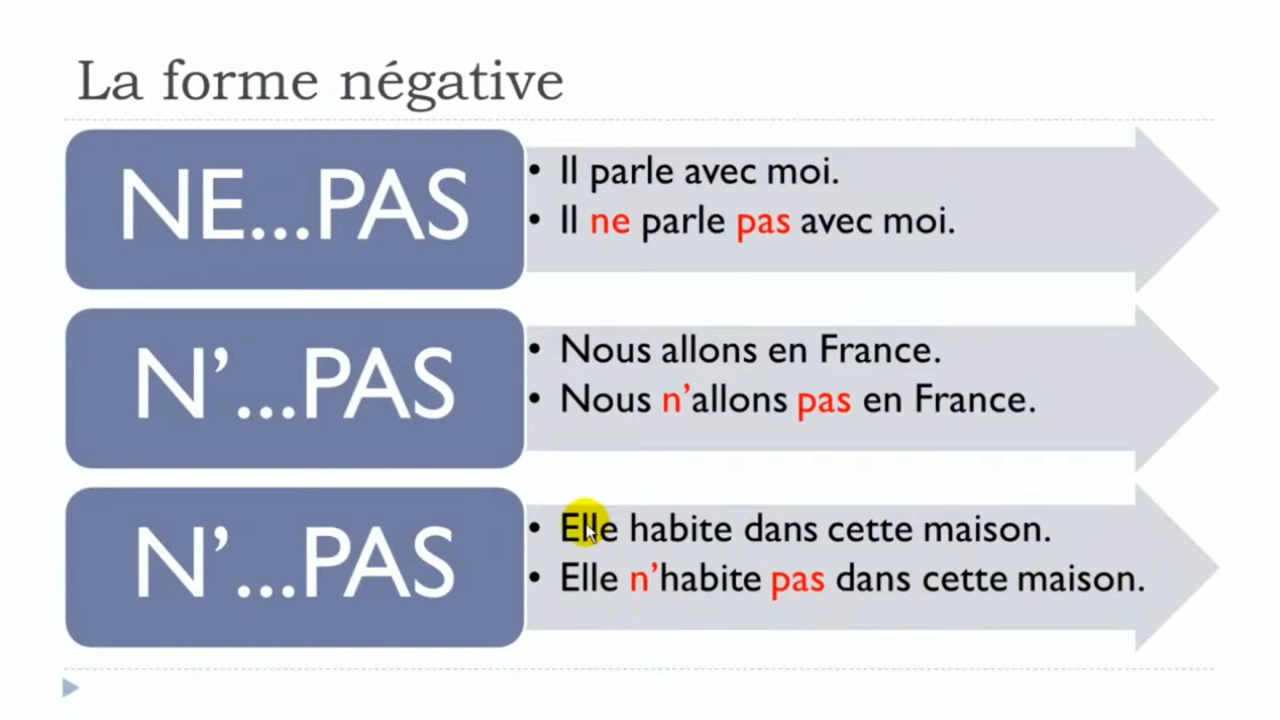 La forme négative
NE...PAS
• Il parle avec moi.
• Il ne parle pas avec moi.
N’...PAS
• Nous allons en France.
• Nous n’allons pas en France.
N’...PAS
• Elle habite dans cette maison.
• Elle n’habite pas dans cette maison.